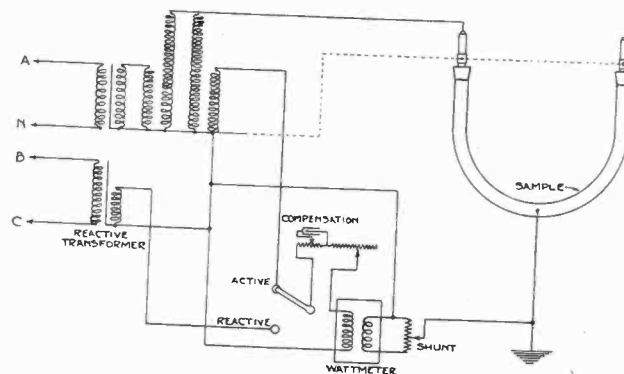 A
N
B
C
REACTIVE
TRANSFORMER
SAMPLE
COMPENSATION
ACTIVE
REACTIVE
SHUNT
WATTMETER